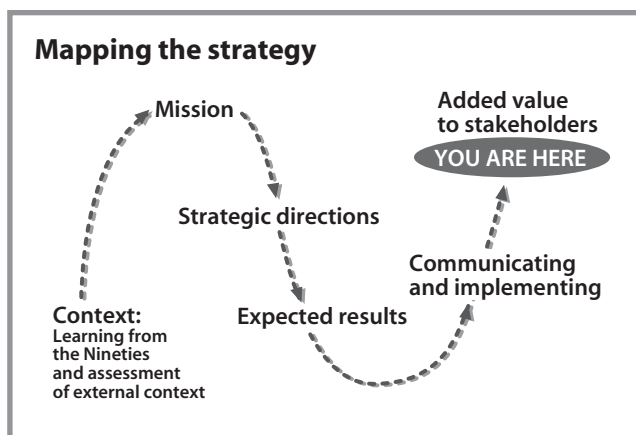 Mapping the strategy
Mission
Added value
to stakeholders
YOU ARE HERE
Strategic directions
Communicating
and implementing
Context:
Learning from
the Nineties
and assessment
of external context
Expected results